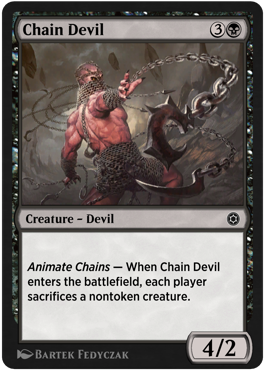 Chain Devil 3
Creature – Devil
Animate Chains — When Chain Devil
enters the battlefield, each player
sacrifices a nontoken creature.
Bartek Fedyczak
4/2